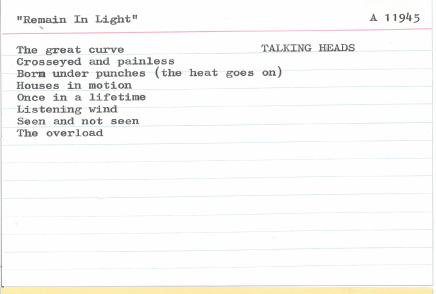 "Remain In Light" A 11945
The great curve TALKING HEADS
Crosseyed and painless
Born under punches (the heat goes on)
Houses in motion
Once in a lifetime
Listening wind
Seen and not seen
The overload